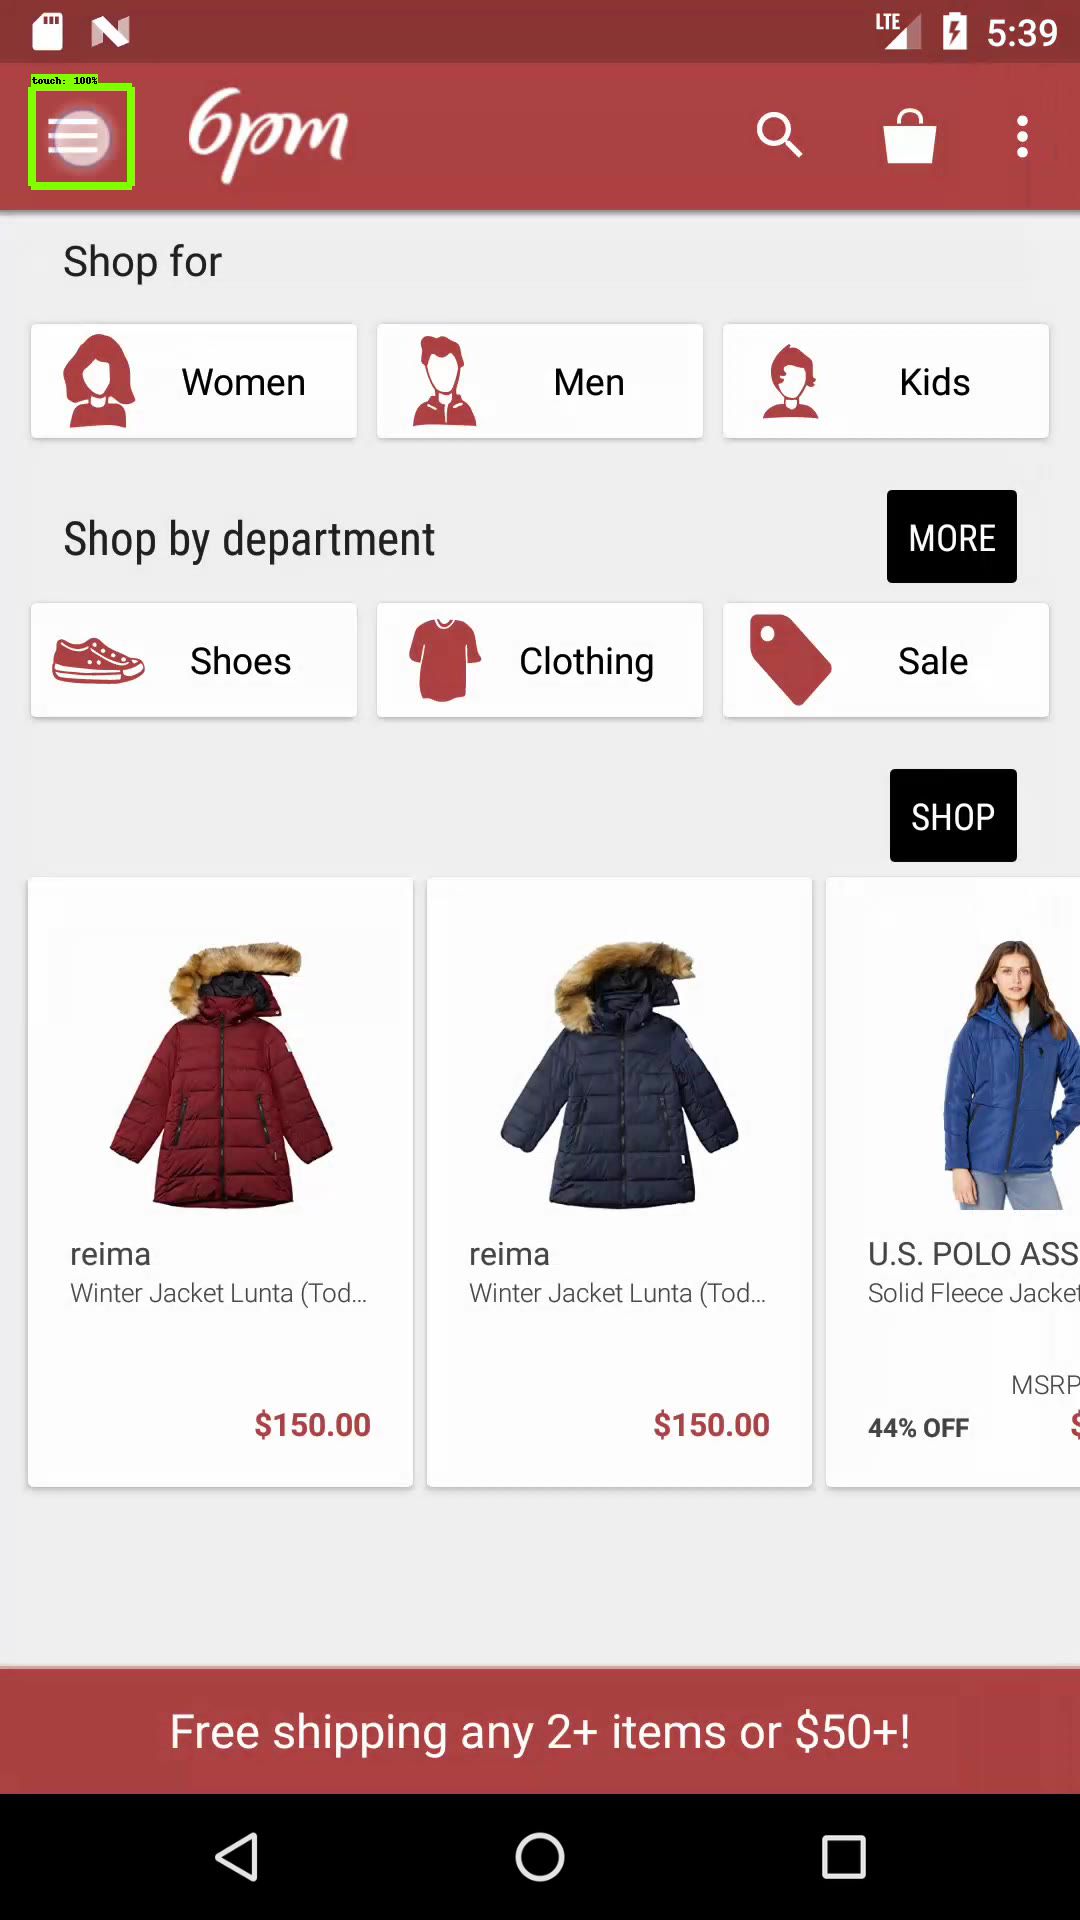 LTE 5:39
touch: 100%
6pm
Shop for
Women Men Kids
Shop by department MORE
Shoes Clothing Sale
SHOP
reima reima U.S. POLO ASS
Winter Jacket Lunta (Tod... Winter Jacket Lunta (Tod... Solid Fleece Jacket
MSRP
$150.00 $150.00 44% OFF $
Free shipping any 2+ items or $50+!